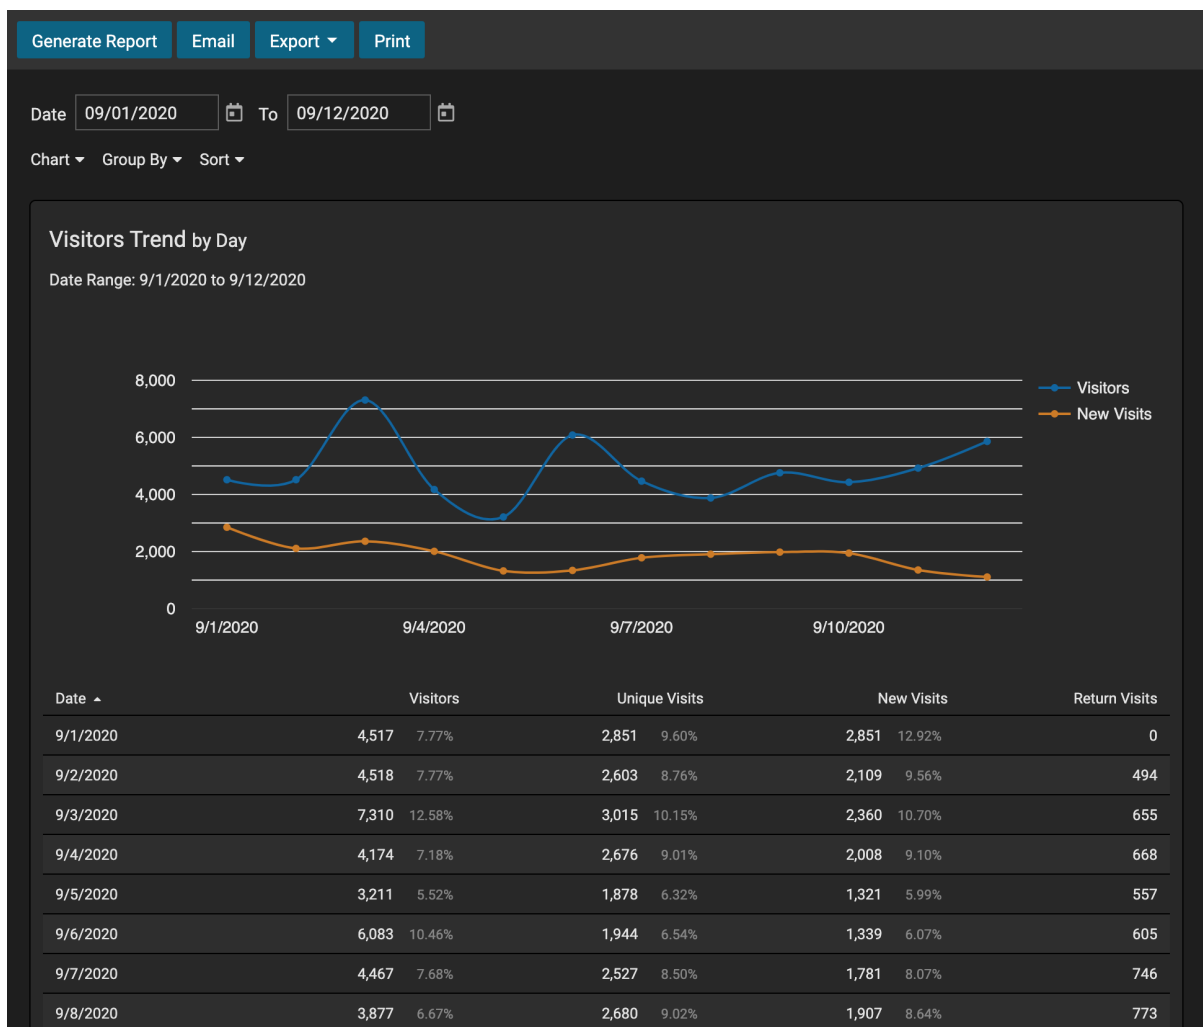 Generate Report Email Export Print
Date 09/01/2020 To 09/12/2020
Chart Group By Sort
Visitors Trend by Day
Date Range: 9/1/2020 to 9/12/2020
8,000
6,000
4,000
2,000
0
Visitors
New Visits
9/1/2020 9/4/2020 9/7/2020 9/10/2020
Date Visitors Unique Visits New Visits Return Visits
9/1/2020 4,517 7.77% 2,851 9.60% 2,851 12.92% 0
9/2/2020 4,518 7.77% 2,603 8.76% 2,109 9.56% 494
9/3/2020 7,310 12.58% 3,015 10.15% 2,360 10.70% 655
9/4/2020 4,174 7.18% 2,676 9.01% 2,008 9.10% 668
9/5/2020 3,211 5.52% 1,878 6.32% 1,321 5.99% 557
9/6/2020 6,083 10.46% 1,944 6.54% 1,339 6.07% 605
9/7/2020 4,467 7.68% 2,527 8.50% 1,781 8.07% 746
9/8/2020 3,877 6.67% 2,680 9.02% 1,907 8.64% 773